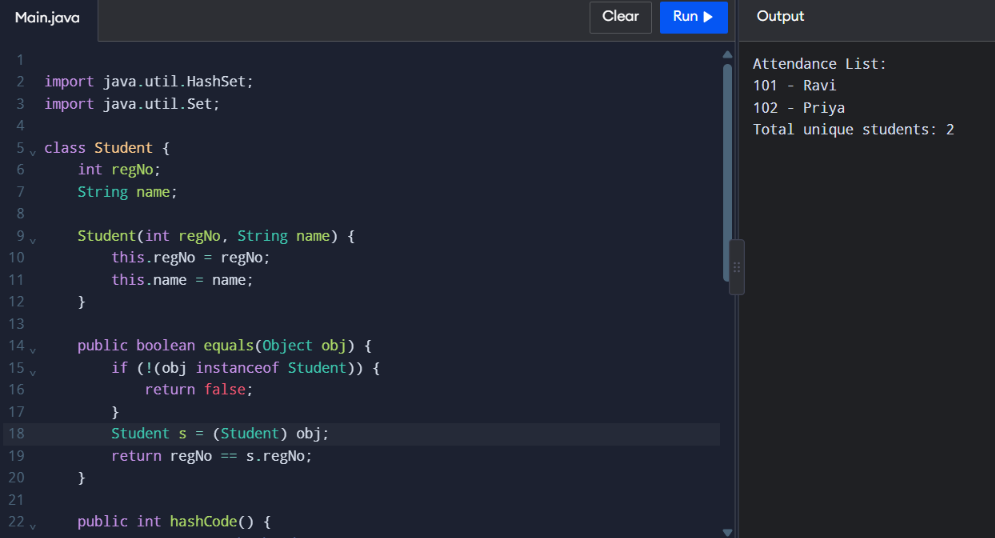 Main.java
Clear
Run
Output
1
2 import java.util.HashSet;
3 import java.util.Set;
4
5 class Student {
6 int regNo;
7 String name;
8
9 Student(int regNo, String name) {
10 this.regNo = regNo;
11 this.name = name;
12 }
13
14 public boolean equals(Object obj) {
15 if (!(obj instanceof Student)) {
16 return false;
17 }
18 Student s = (Student) obj;
19 return regNo == s.regNo;
20 }
21
22 public int hashCode() {
Attendance List:
101 - Ravi
102 - Priya
Total unique students: 2